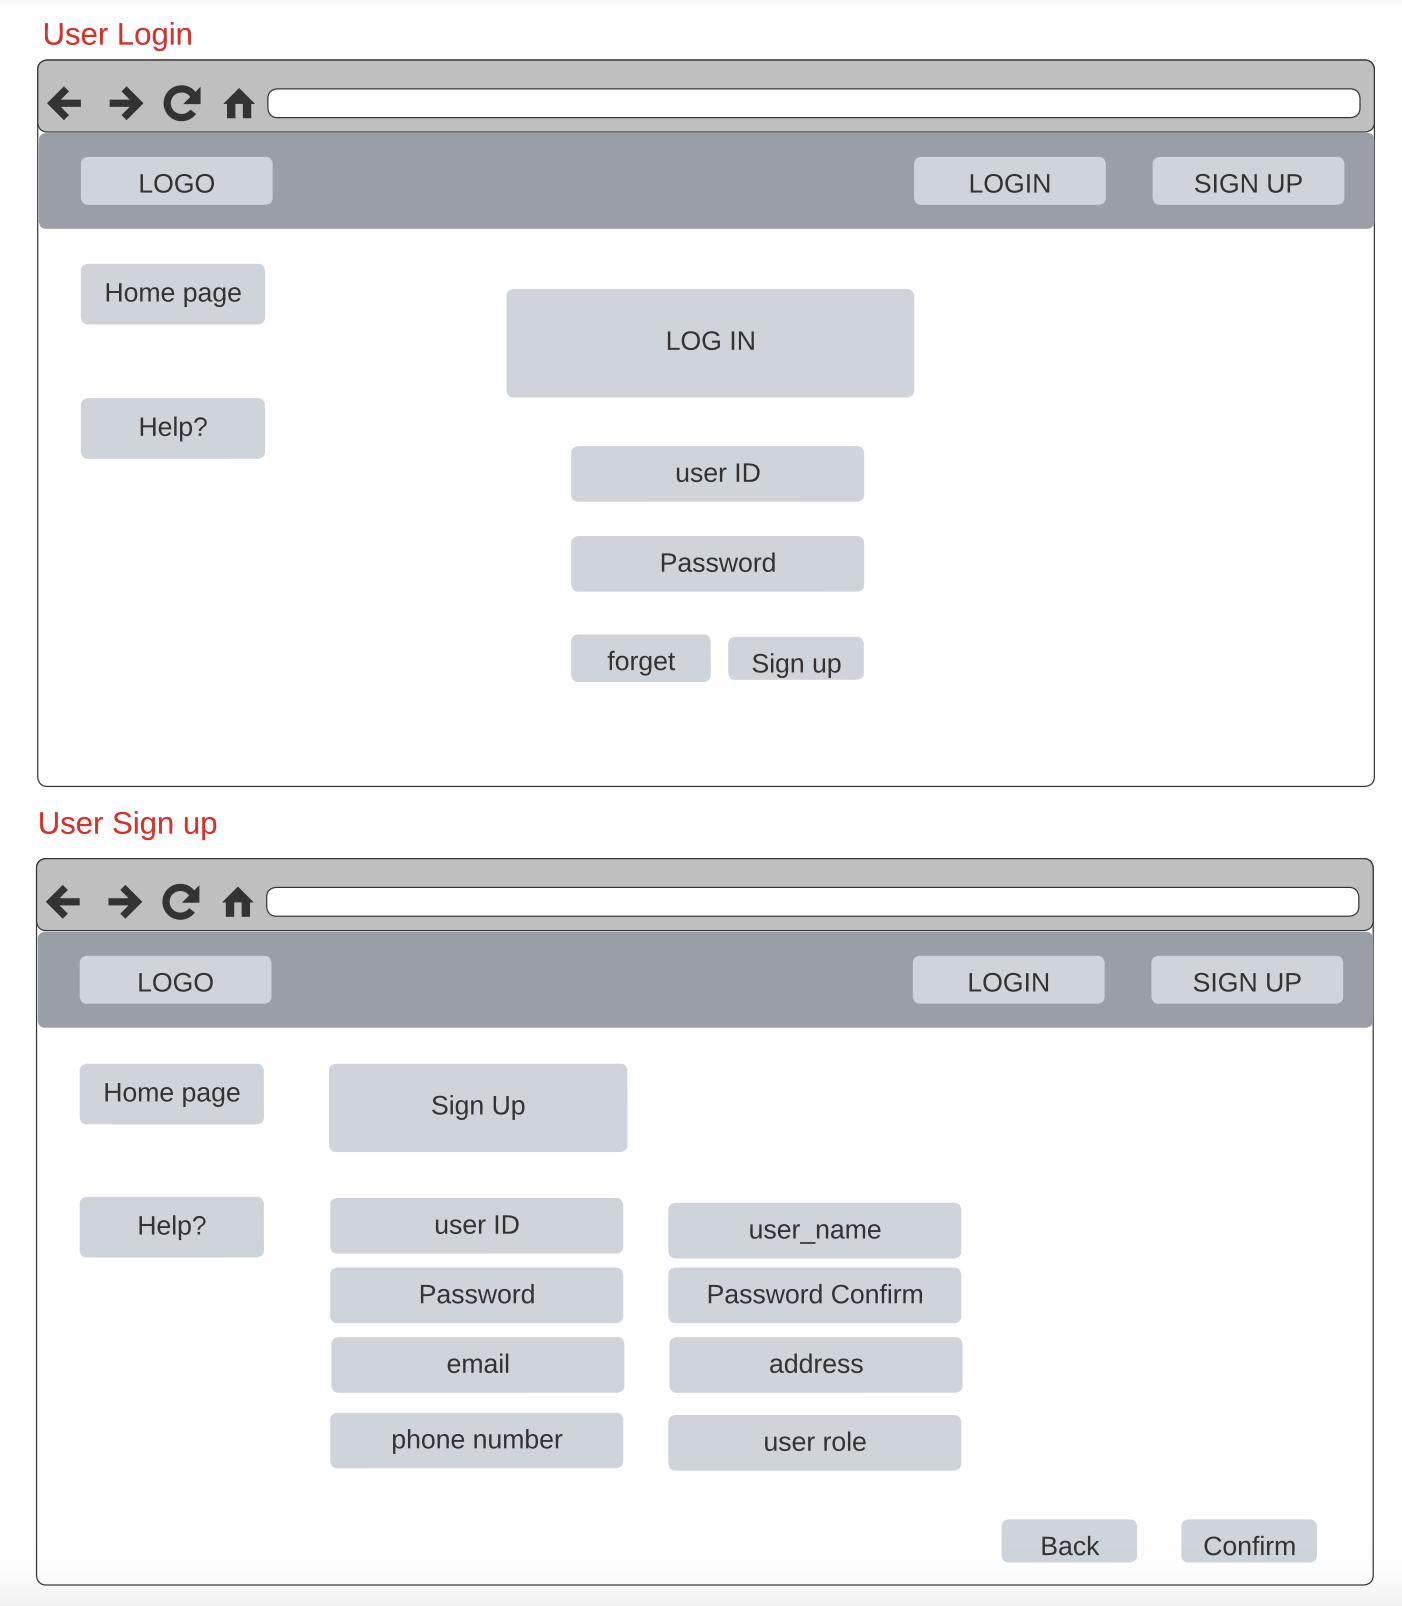 User Login
LOGO
LOGIN
SIGN UP
Home page
LOG IN
Help?
user ID
Password
forget
Sign up
User Sign up
LOGO
LOGIN
SIGN UP
Home page
Sign Up
Help?
user ID
user_name
Password
Password Confirm
email
address
phone number
user role
Back
Confirm